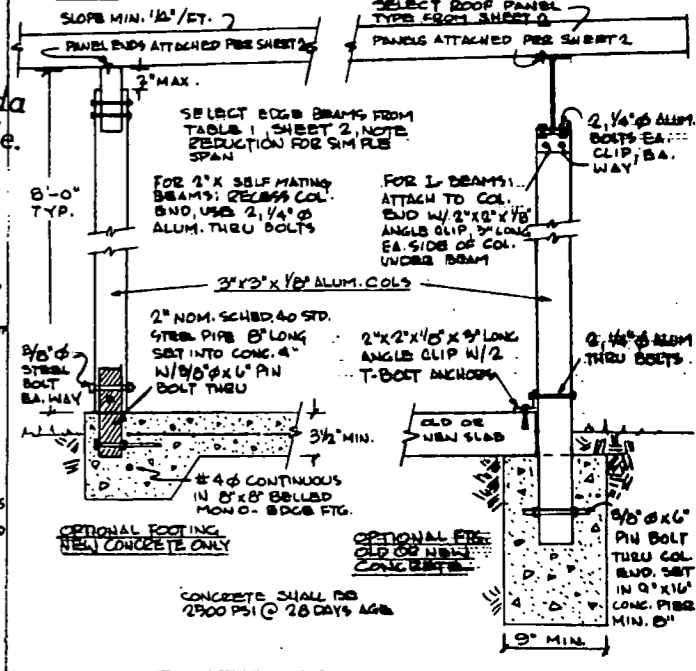 SLOPE MIN. 1/4"/FT.
PANEL ENDS ATTACHED PER SHEET 2
2" MAX.
da
e.
SELECT EDGE BEAMS FROM
TABLE 1, SHEET 2, NOTE
REDUCTION FOR SIMPLE
SPAN
8'-0"
TYP.
FOR 2" X SELF MATING
BEAMS: RECESS COL.
END, USE 2, 1/4" Ø
ALUM. THRU BOLTS
SELECT ROOF PANEL
TYPE FROM SHEET 2
PANELS ATTACHED PER SHEET 2
2, 1/4" Ø ALUM.
BOLTS EA.
CLIP, EA.
WAY
FOR I-BEAMS:
ATTACH TO COL.
END W/ 2"X2"X1/8"
ANGLE CLIP, 3" LONG
EA. SIDE OF COL.
UNDER BEAM
3"X3"X1/8" ALUM. COLS
2" NOM. SCHED. 40 STD.
STEEL PIPE 8" LONG
SET INTO CONC. 4"
W/3/8"Øx6" PIN
BOLT THRU
3/8" Ø
STEEL
BOLT
EA. WAY
2"X2"X1/8"X3" LONG
ANGLE CLIP W/2
T-BOLT ANCHORS
2, 1/4" Ø ALUM
THRU BOLTS
3 1/2" MIN.
OLD OR
NEW SLAB
#4Ø CONTINUOUS
IN 8"X8" BELLED
MONO-EDGE FTG.
OPTIONAL FOOTING
NEW CONCRETE ONLY
OPTIONAL FTG.
OLD OR NEW
CONCRETE
3/8" Ø X6"
PIN BOLT
THRU COL.
END. SET
IN 9"X16"
CONC. PIER
MIN. 8"
CONCRETE SHALL BE
2500 PSI @ 28 DAYS AGE
9" MIN.